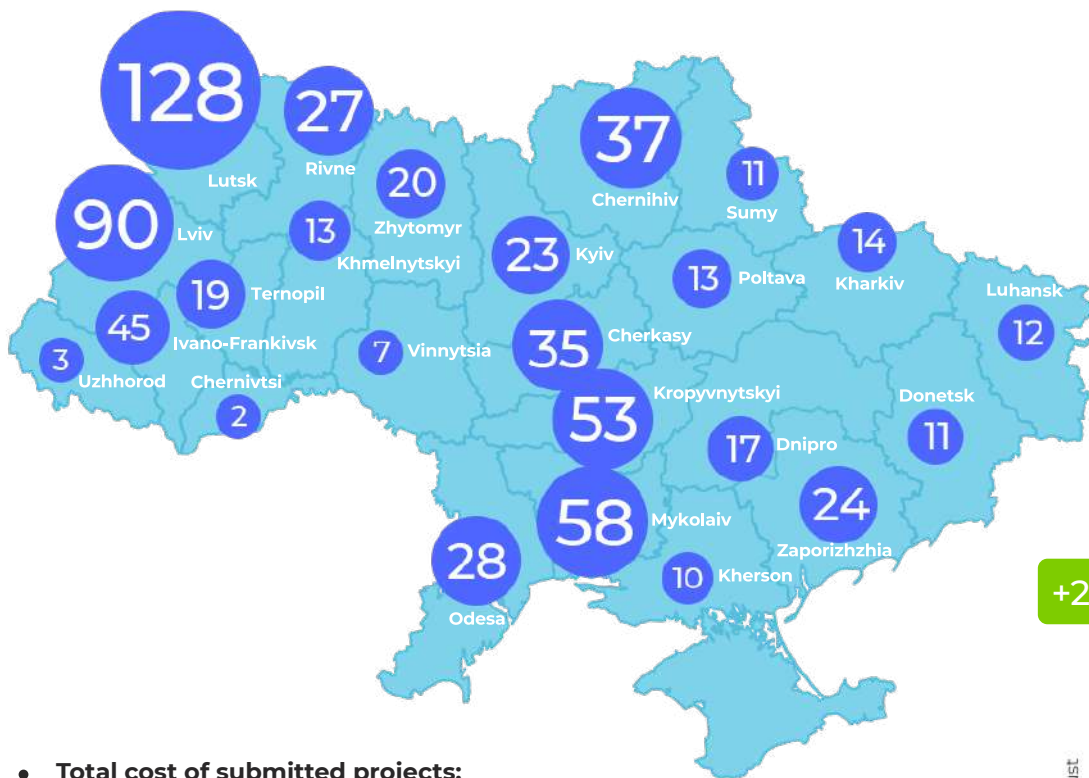 128
27
Rivne
Lutsk
37
Chernihiv
11
Sumy
20
Zhytomyr
90
Lviv
13
Khmelnytskyi
23
Kyiv
14
Kharkiv
13
Poltava
19
Ternopil
Luhansk
12
45
Ivano-Frankivsk
35
Cherkasy
7
Vinnytsia
3
Uzhhorod
Chernivtsi
2
Kropyvnytskyi
53
Donetsk
11
17
Dnipro
24
Zaporizhzhia
58
Mykolaiv
28
Odesa
10
Kherson
+2
• Total cost of submitted projects:
ust